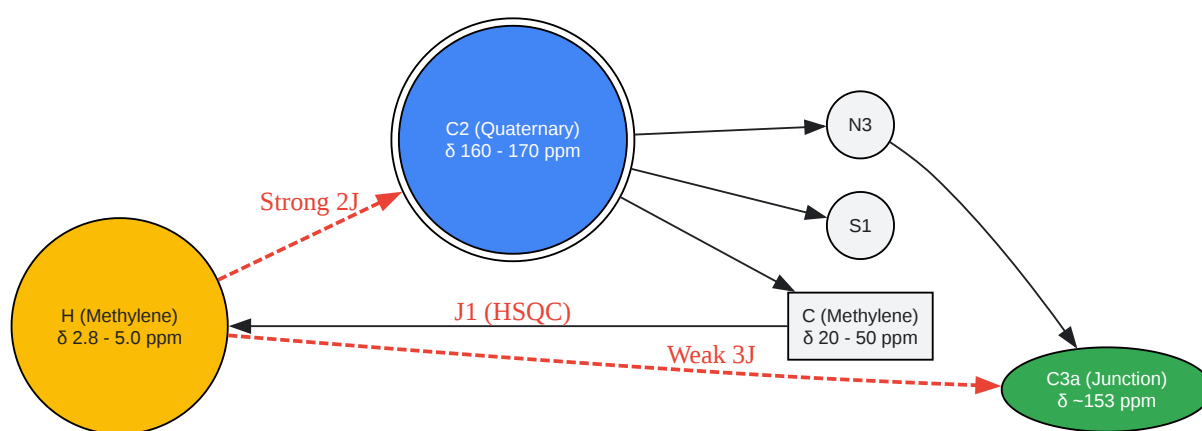 C2 (Quaternary)
δ 160 - 170 ppm
N3
Strong 2J
S1
H (Methylene)
δ 2.8 - 5.0 ppm
J1 (HSQC)
C (Methylene)
δ 20 - 50 ppm
Weak 3J
C3a (Junction)
δ ~153 ppm